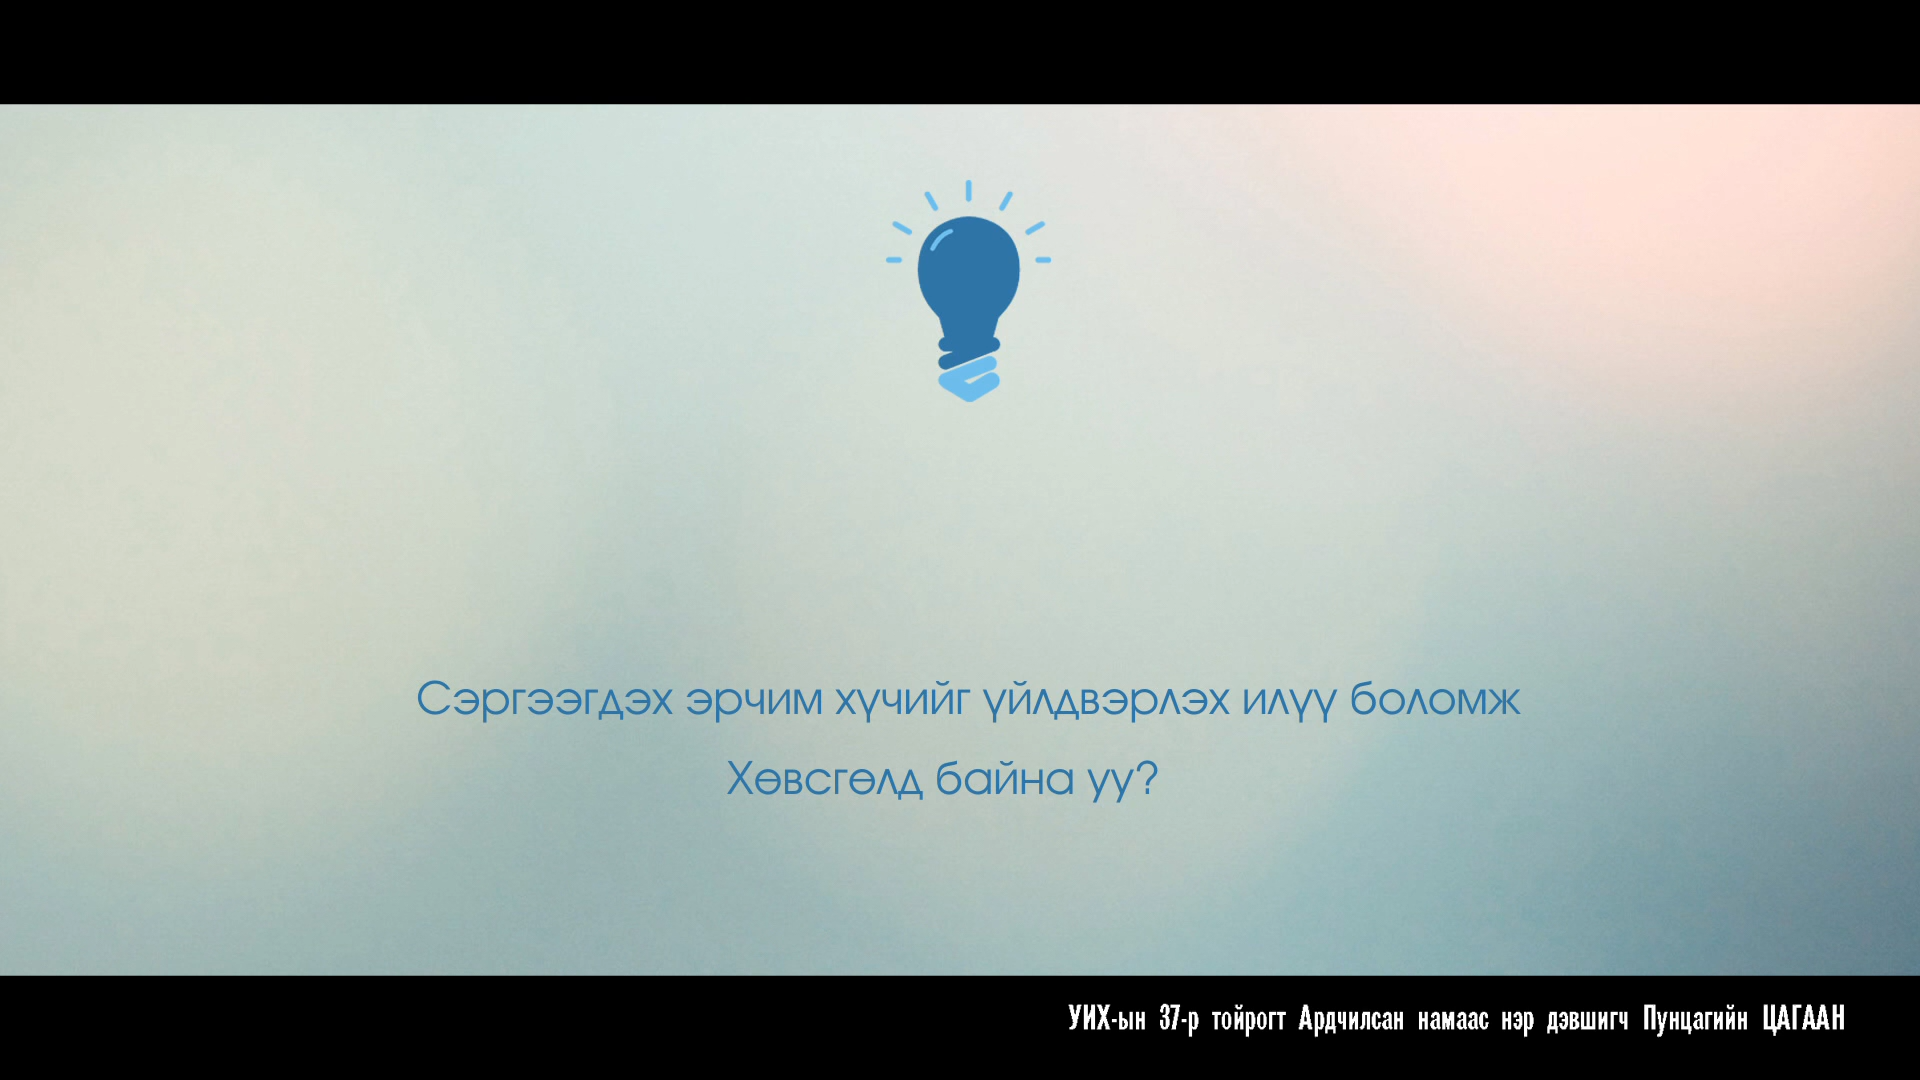 Сэргээгдэх эрчим хүчийг үйлдвэрлэх илүү боломж
Хөвсгөлд байна уу?
УИХ-ын 37-р тойрогт Ардчилсан намаас нэр дэвшигч Пунцагийн ЦАГААН